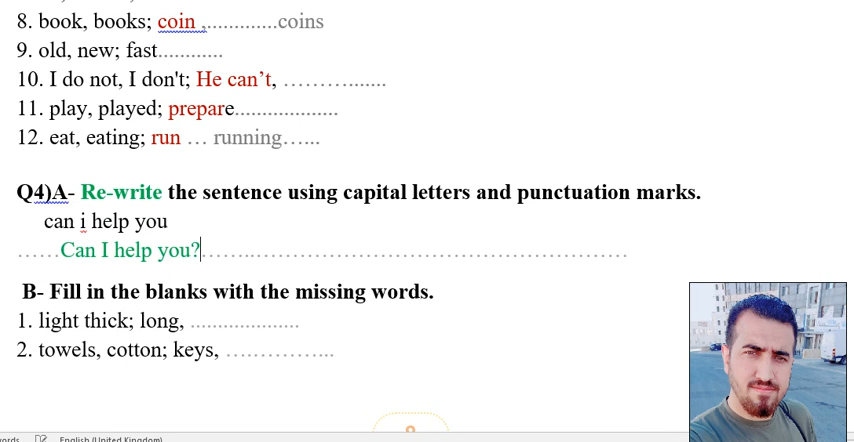 8. book, books; coin ,.............coins
9. old, new; fast............
10. I do not, I don't; He can’t, ……….......
11. play, played; prepare...................
12. eat, eating; run … running…...
Q4)A- Re-write the sentence using capital letters and punctuation marks.
can i help you
……Can I help you?……...……………………………………………………
B- Fill in the blanks with the missing words.
1. light thick; long, ....................
2. towels, cotton; keys, ……………...
English (United Kingdom)